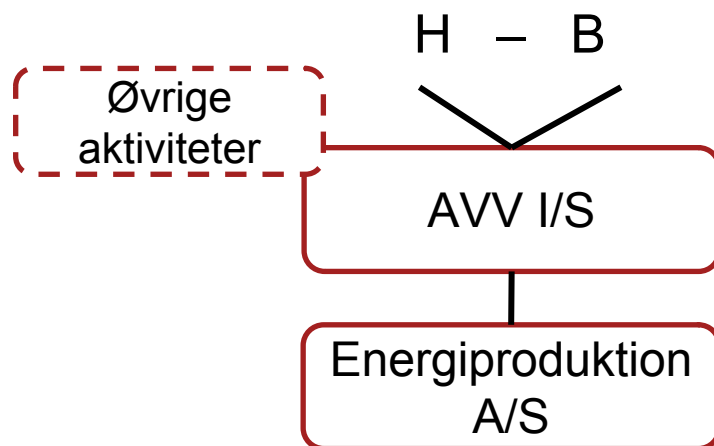 H – B
Øvrige
aktiviteter
AVV I/S
Energiproduktion
A/S